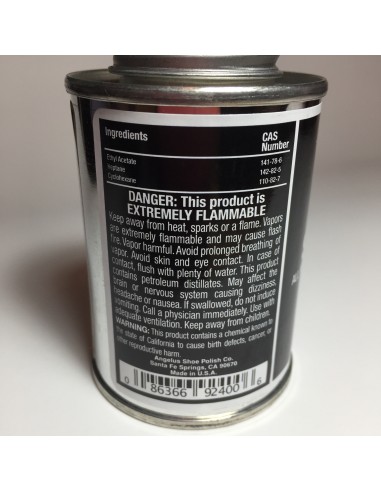 Ingredients CAS Number
Ethyl Acetate 141-78-6
Heptane 142-82-5
Cyclohexane 110-82-7
DANGER: This product is
EXTREMELY FLAMMABLE
Keep away from heat, sparks or a flame. Vapors
are extremely flammable and may cause flash
fire. Vapor harmful. Avoid prolonged breathing of
vapor. Avoid skin and eye contact. In case of
contact, flush with plenty of water. This product
contains petroleum distillates. May affect the
brain or nervous system causing dizziness,
headache or nausea. If swallowed, do not induce
vomiting. Call a physician immediately. Use with
adequate ventilation. Keep away from children.
WARNING: This product contains a chemical known to
the state of California to cause birth defects, cancer, or
other reproductive harm.
Angelus Shoe Polish Co.
Santa Fe Springs, CA 90670
Made in U.S.A.
0 86366 92400 6